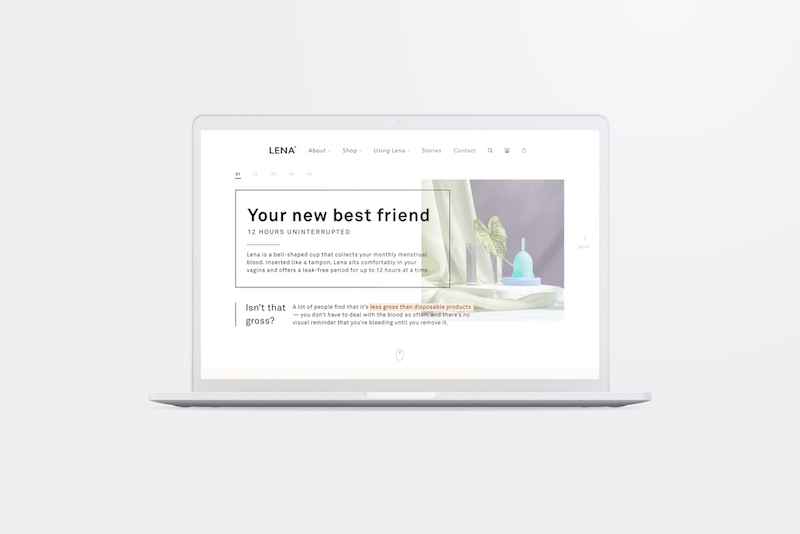 LENA®
About
Shop
Using Lena
Stories
Contact
01 02 03 04 05
Your new best friend
12 HOURS UNINTERRUPTED
Lena is a bell-shaped cup that collects your monthly menstrual
blood. Inserted like a tampon, Lena sits comfortably in your
vagina and offers a leak-free period for up to 12 hours at a time.
NEXT
Isn't that
gross?
A lot of people find that it's less gross than disposable products
— you don't have to deal with the blood as often, and there's no
visual reminder that you're bleeding until you remove it.